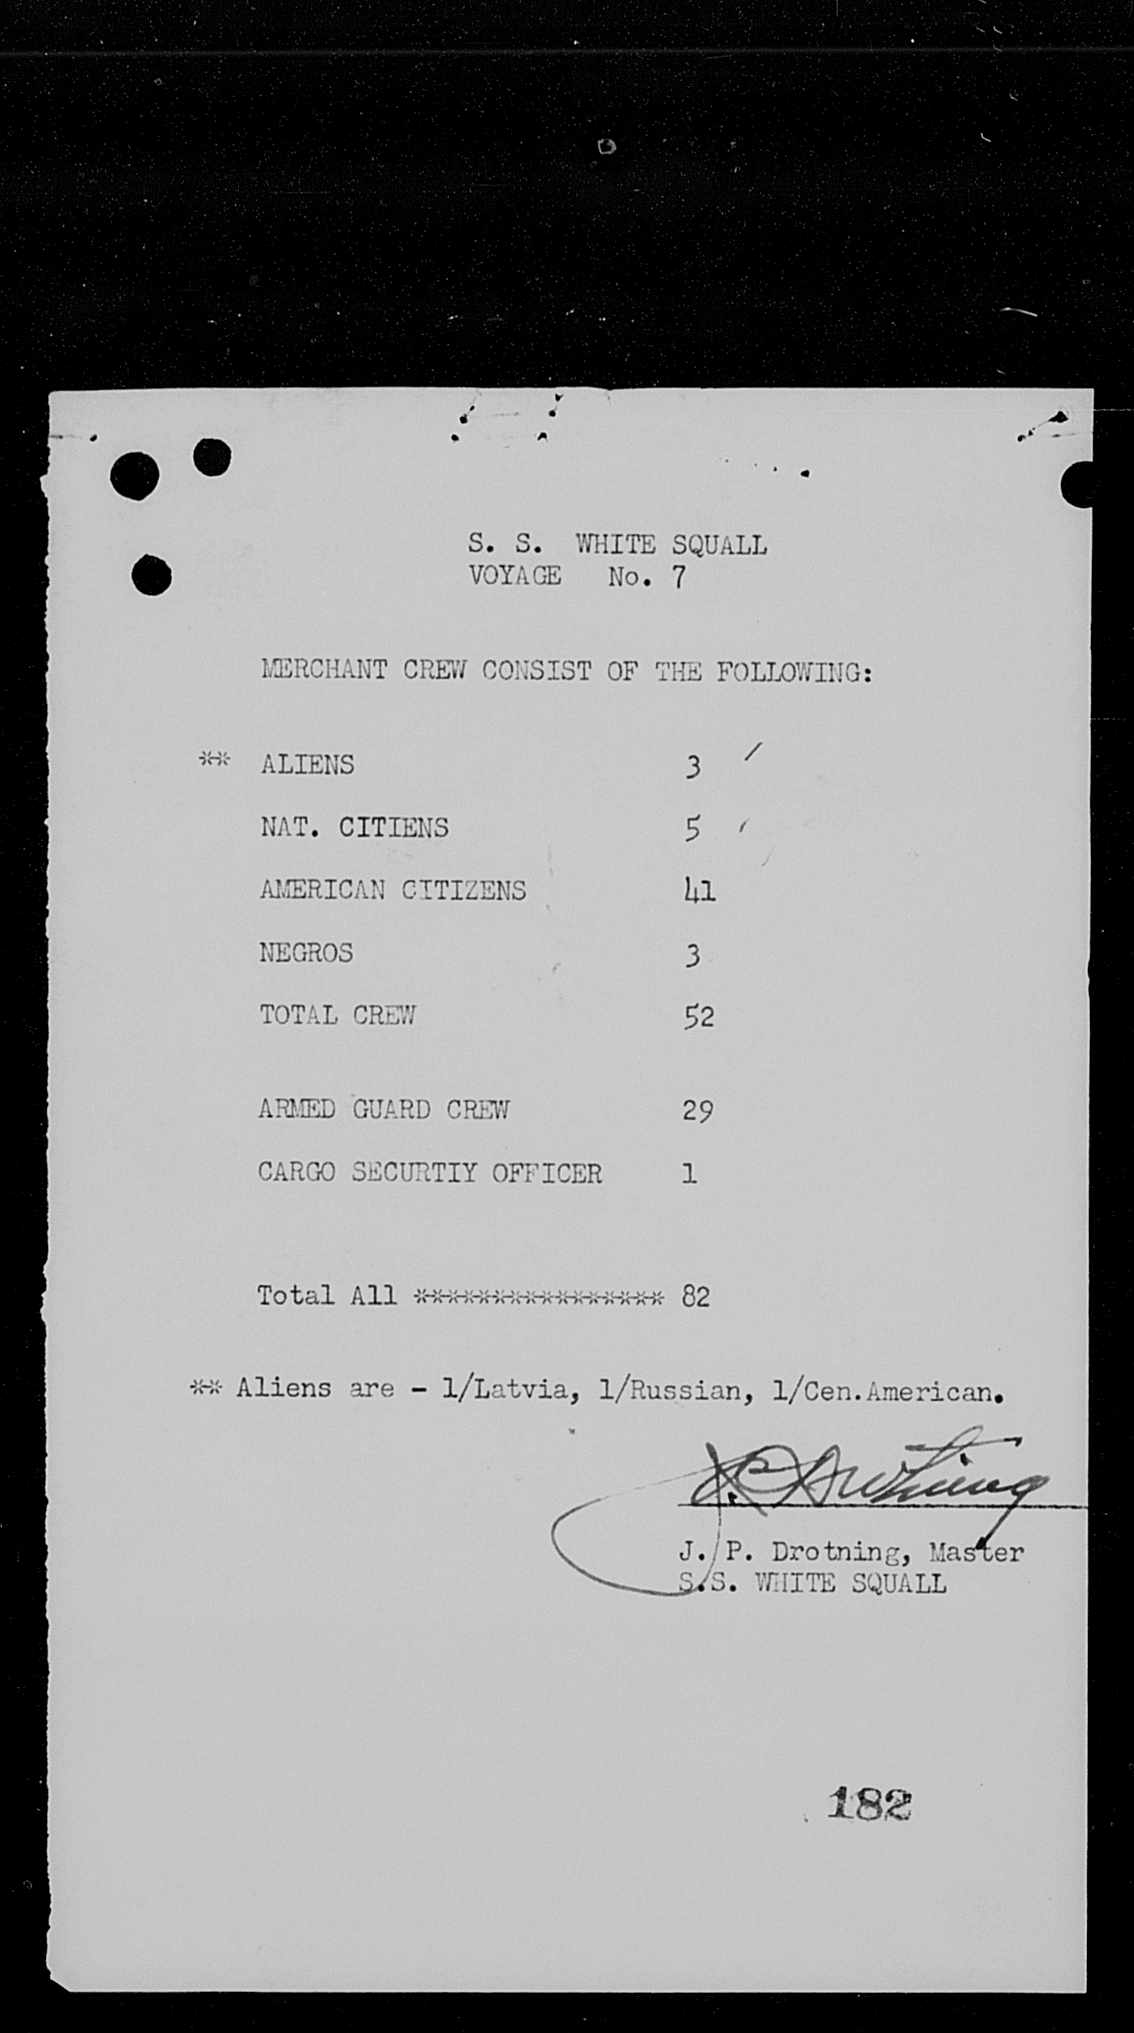 S. S. WHITE SQUALL
VOYAGE No. 7
MERCHANT CREW CONSIST OF THE FOLLOWING:
** ALIENS 3
NAT. CITIENS 5
AMERICAN CITIZENS 41
NEGROS 3
TOTAL CREW 52
ARMED GUARD CREW 29
CARGO SECURTIY OFFICER 1
Total All **************** 82
** Aliens are - 1/Latvia, 1/Russian, 1/Cen.American.
J. P. Drotning
J. P. Drotning, Master
S.S. WHITE SQUALL
182